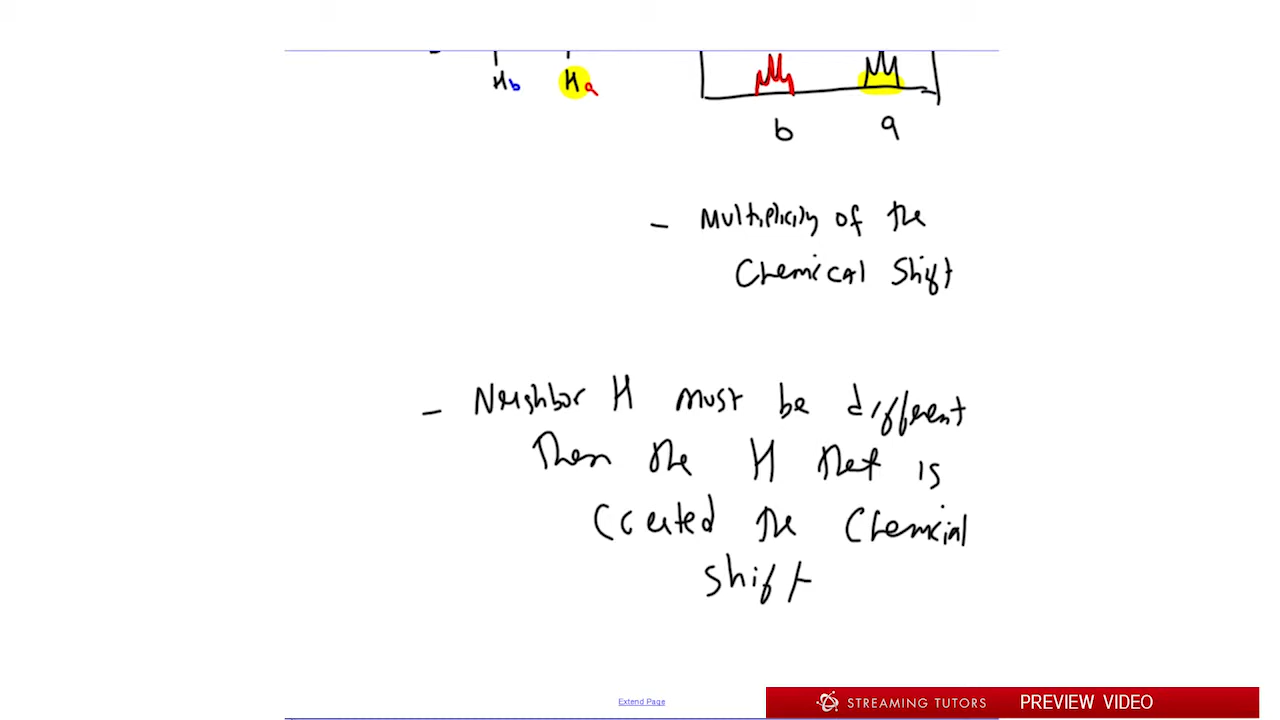 Hb Ha
b a
- Multiplicity of the
Chemical Shift
- Neighbor H must be different
Then the H that is
Created the Chemcial
Shift
Extend Page
STREAMING TUTORS PREVIEW VIDEO